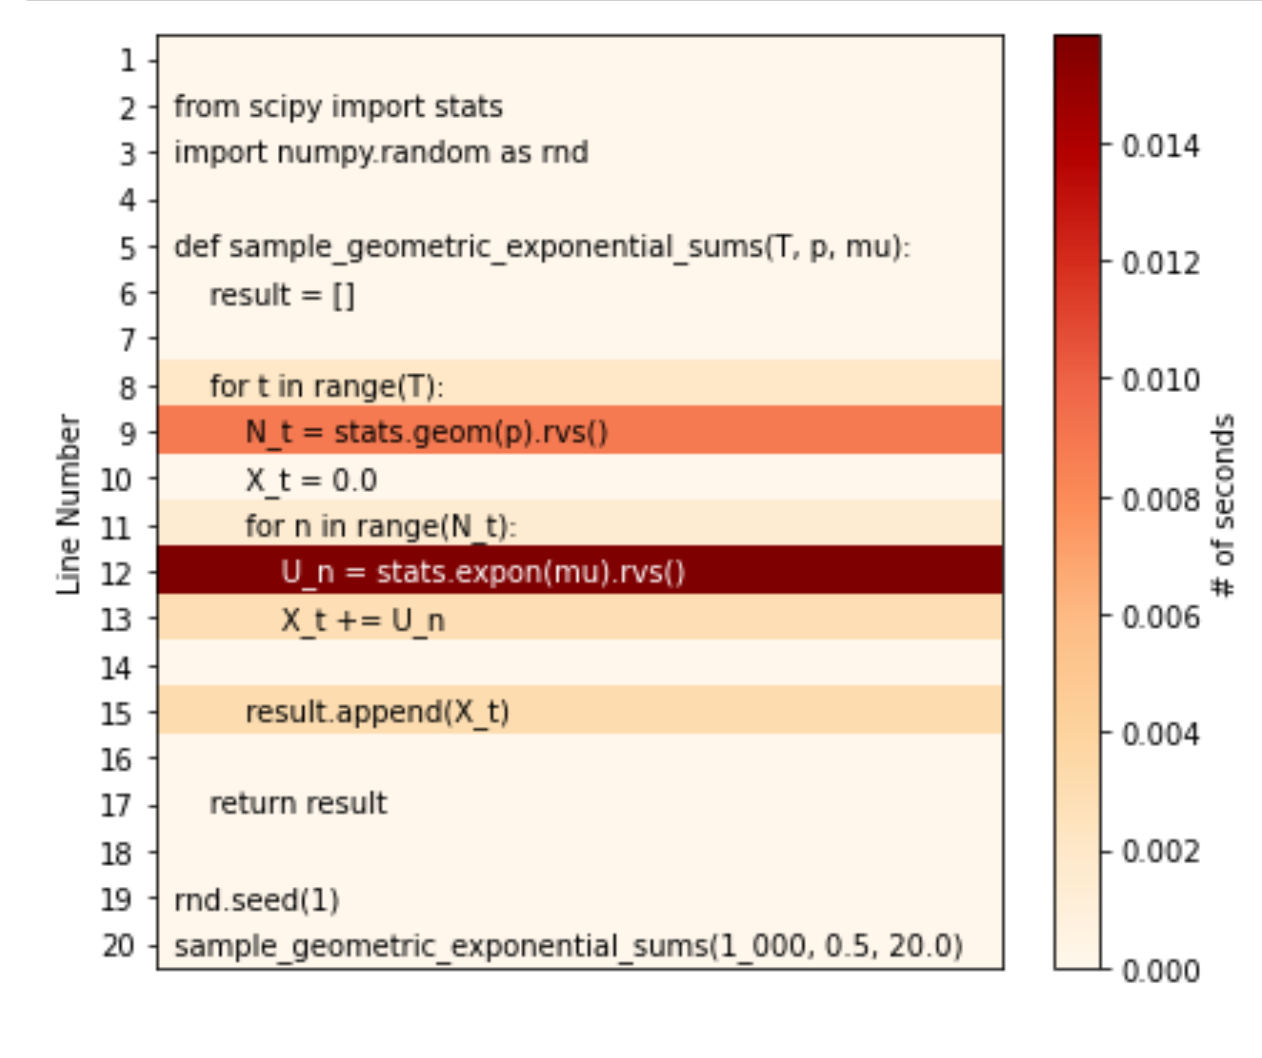 Line Number
1
2 from scipy import stats
3 import numpy.random as rnd
4
5 def sample_geometric_exponential_sums(T, p, mu):
6 result = []
7
8 for t in range(T):
9 N_t = stats.geom(p).rvs()
10 X_t = 0.0
11 for n in range(N_t):
12 U_n = stats.expon(mu).rvs()
13 X_t += U_n
14
15 result.append(X_t)
16
17 return result
18
19 rnd.seed(1)
20 sample_geometric_exponential_sums(1_000, 0.5, 20.0)
0.014
0.012
0.010
0.008
0.006
0.004
0.002
0.000
# of seconds